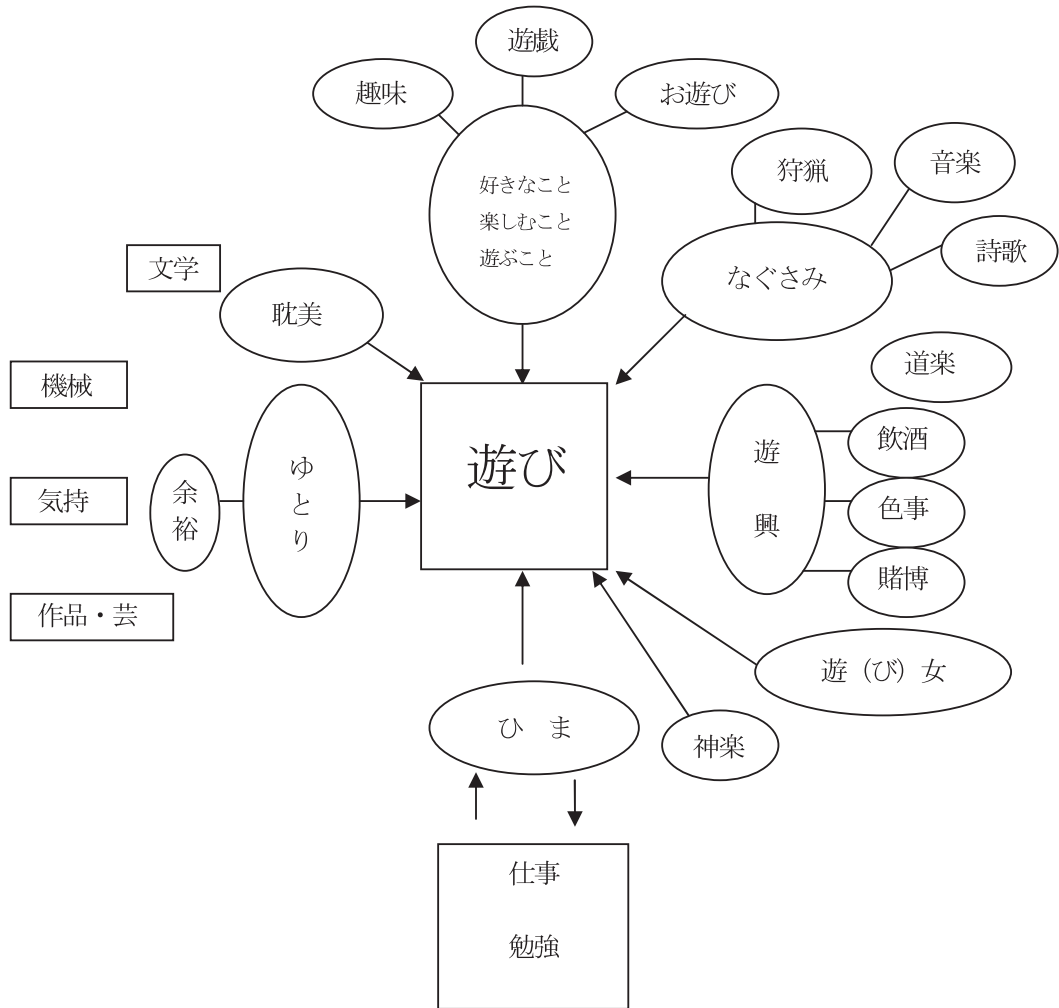 遊戯
趣味
お遊び
好きなこと
楽しむこと
遊ぶこと
狩猟
音楽
詩歌
なぐさみ
文学
耽美
機械
道楽
遊び
ゆとり
余裕
気持
遊興
飲酒
色事
賭博
作品・芸
遊（び）女
ひ　ま
神楽
仕事
勉強